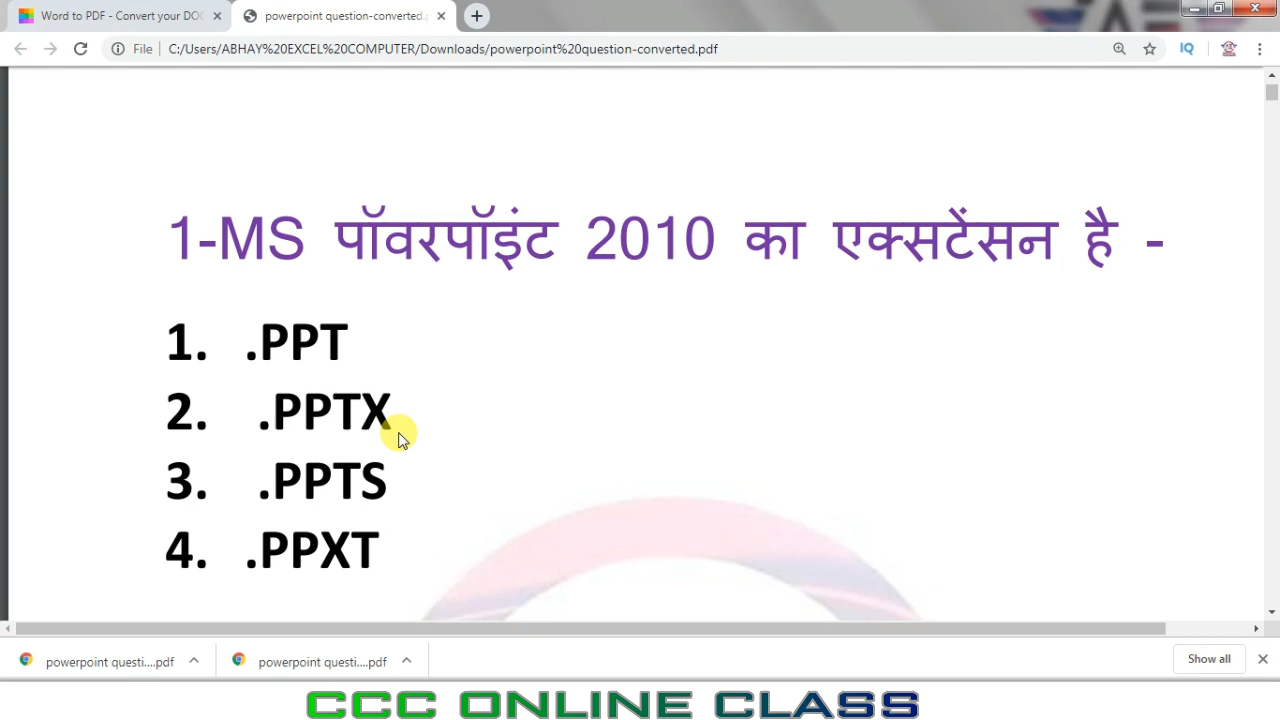 Word to PDF - Convert your DOC
powerpoint question-converted.
File
C:/Users/ABHAY%20EXCEL%20COMPUTER/Downloads/powerpoint%20question-converted.pdf
IQ
1-MS पॉवरपॉइंट 2010 का एक्सटेंसन है -
1. .PPT
2. .PPTX
3. .PPTS
4. .PPXT
powerpoint questi....pdf
powerpoint questi....pdf
Show all
CCC ONLINE CLASS